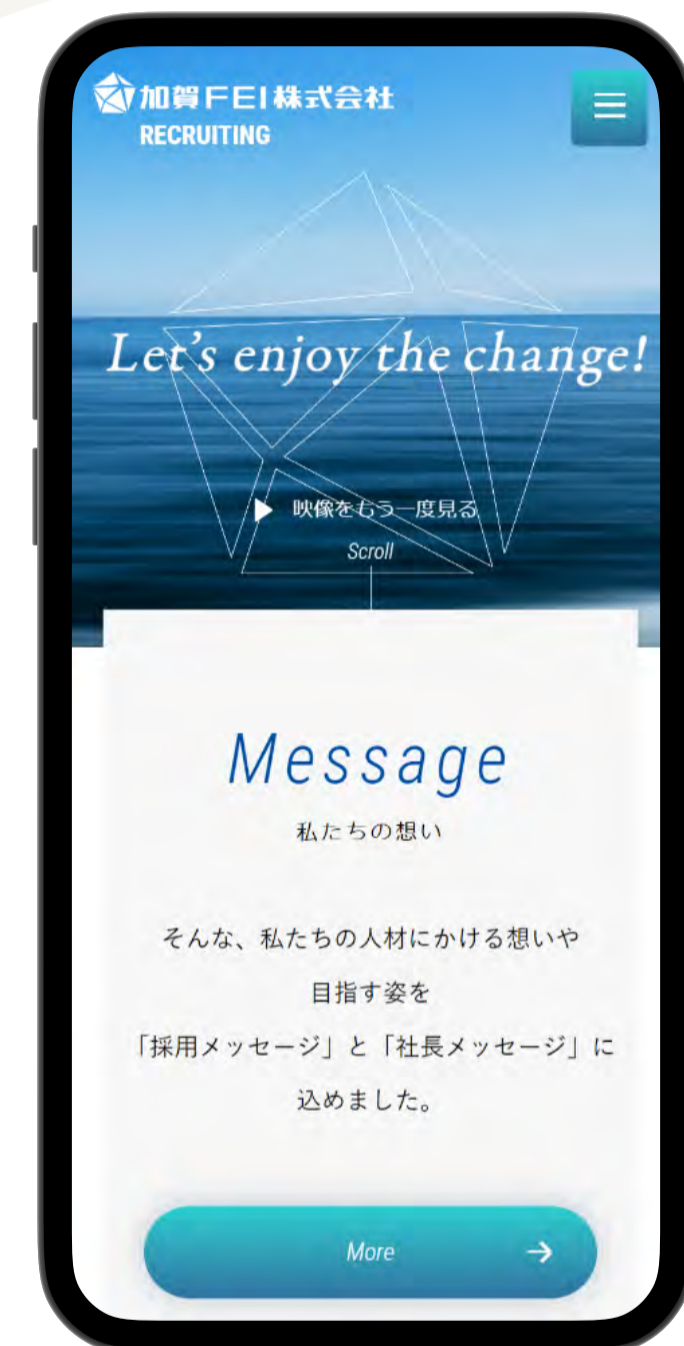 加賀FEI株式会社
RECRUITING
Let's enjoy the change!
映像をもう一度見る
Scroll
Message
私たちの想い
そんな、私たちの人材にかける想いや
目指す姿を
「採用メッセージ」と「社長メッセージ」に
込めました。
More